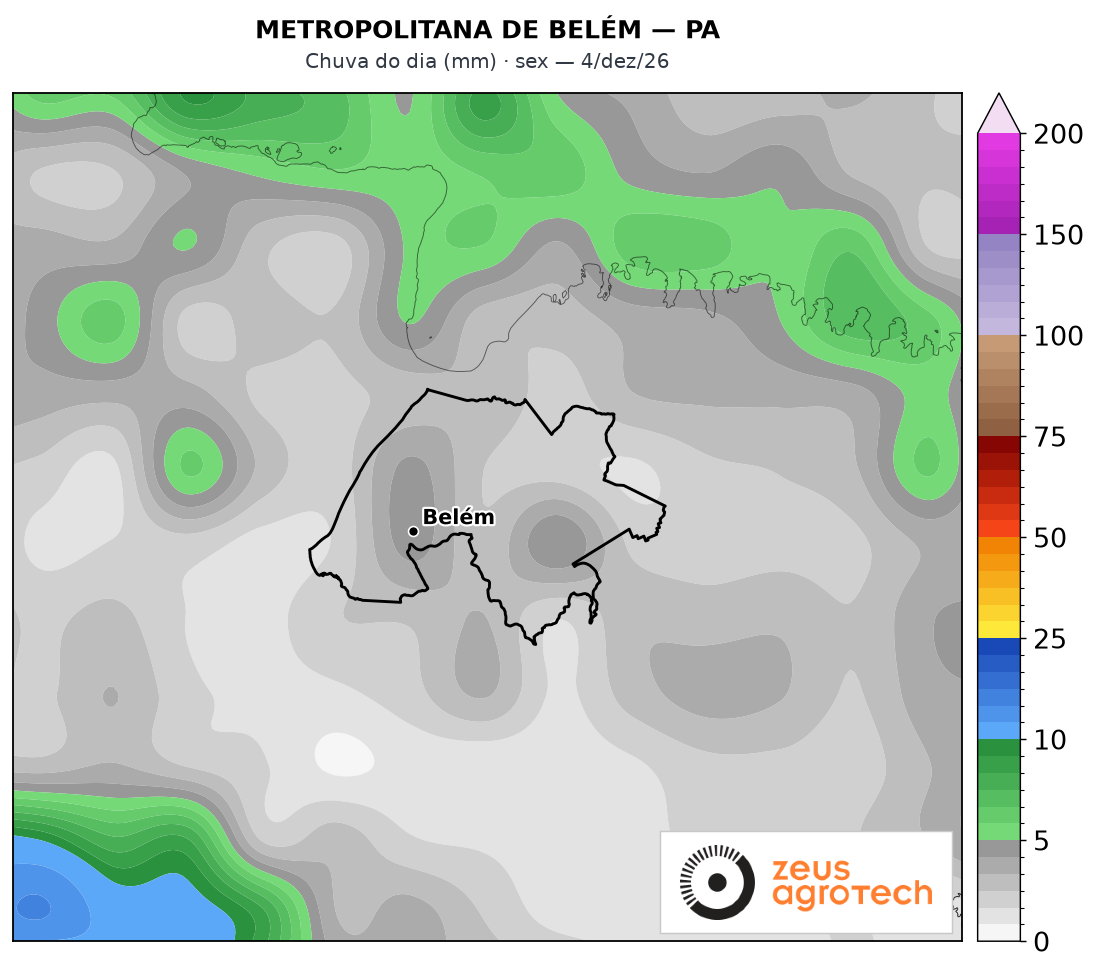 METROPOLITANA DE BELÉM — PA
Chuva do dia (mm) · sex — 4/dez/26
200
150
100
75
50
25
10
5
0
Belém
zeus
agroTech